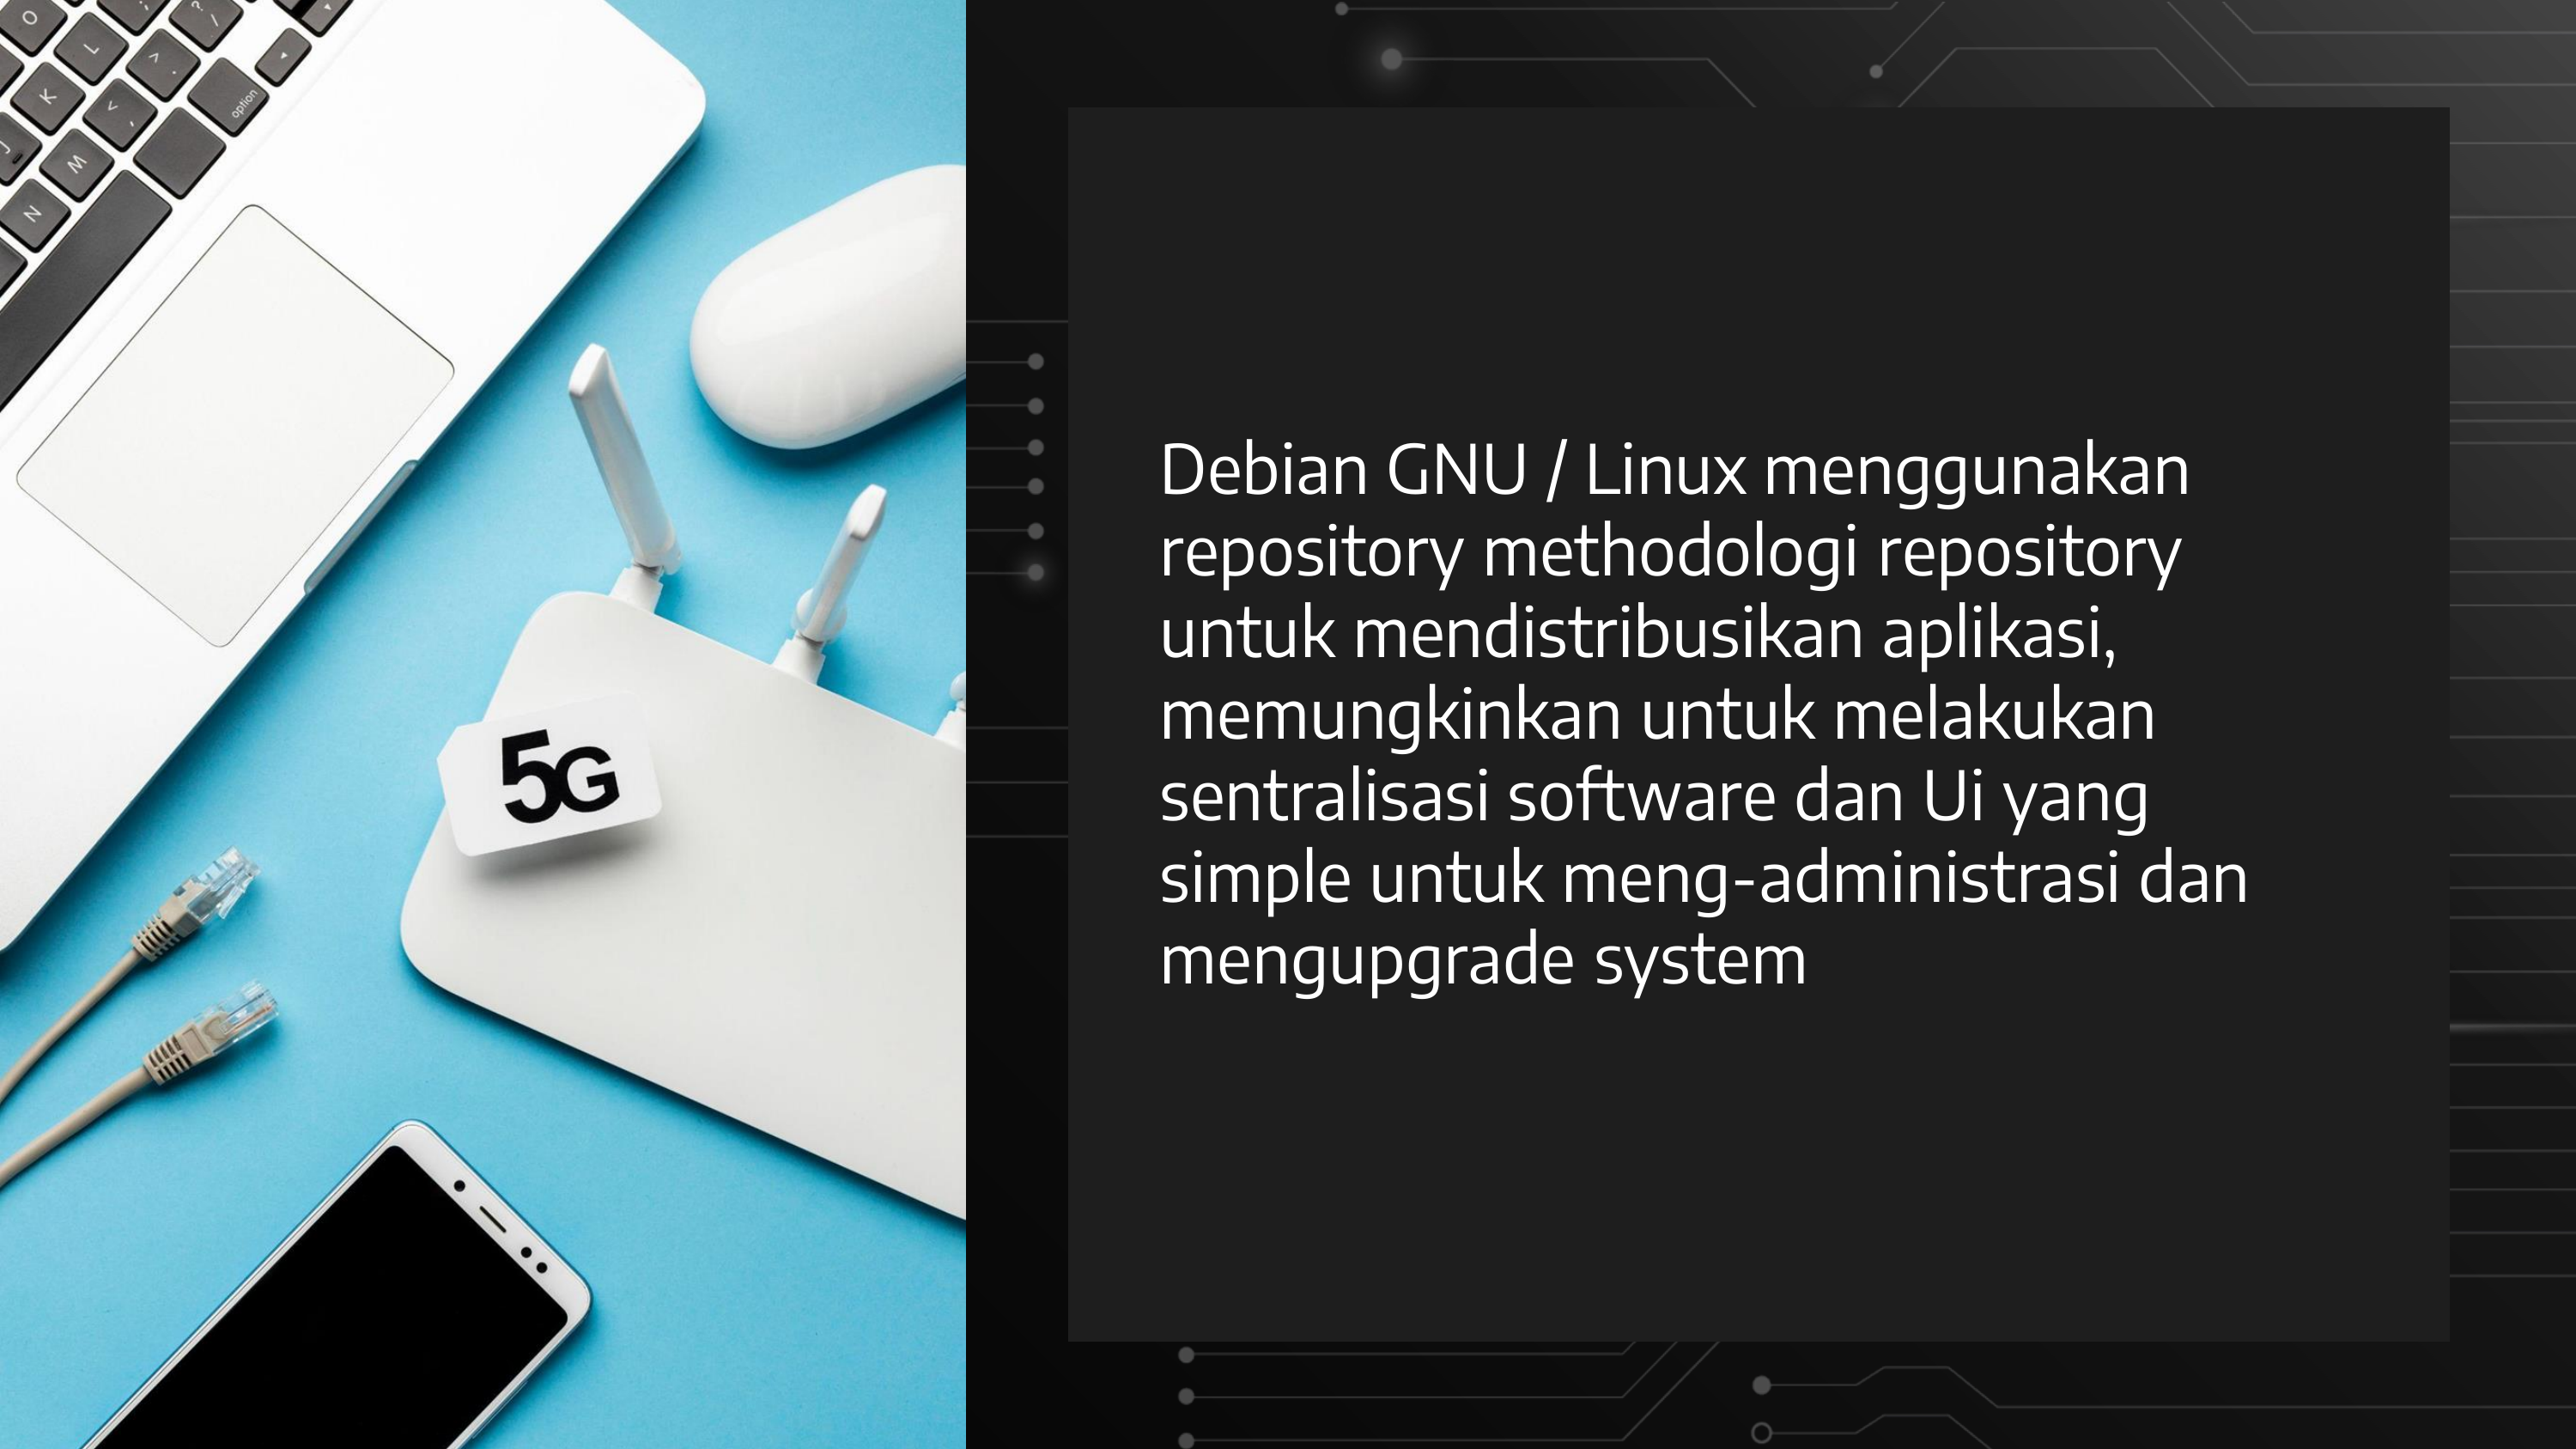 Debian GNU / Linux menggunakan
repository methodologi repository
untuk mendistribusikan aplikasi,
memungkinkan untuk melakukan
sentralisasi software dan Ui yang
simple untuk meng-administrasi dan
mengupgrade system
5G
O
L
K
J
M
N
option